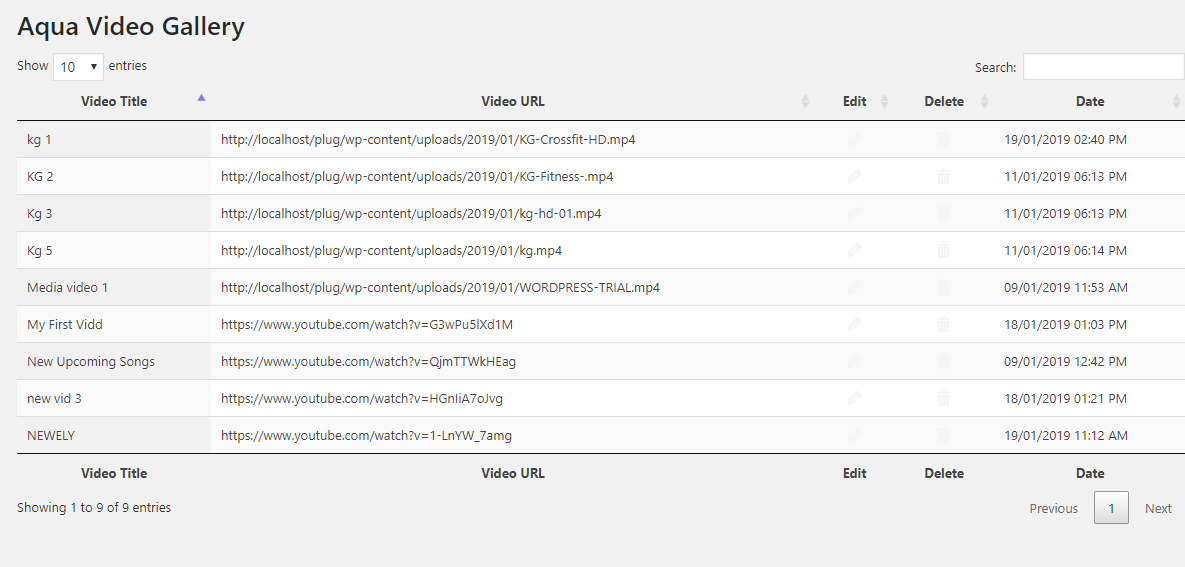 Aqua Video Gallery
Show 10 entries Search:
Video Title Video URL Edit Delete Date
kg 1 http://localhost/plug/wp-content/uploads/2019/01/KG-Crossfit-HD.mp4 19/01/2019 02:40 PM
KG 2 http://localhost/plug/wp-content/uploads/2019/01/KG-Fitness-.mp4 11/01/2019 06:13 PM
Kg 3 http://localhost/plug/wp-content/uploads/2019/01/kg-hd-01.mp4 11/01/2019 06:13 PM
Kg 5 http://localhost/plug/wp-content/uploads/2019/01/kg.mp4 11/01/2019 06:14 PM
Media video 1 http://localhost/plug/wp-content/uploads/2019/01/WORDPRESS-TRIAL.mp4 09/01/2019 11:53 AM
My First Vidd https://www.youtube.com/watch?v=G3wPu5lXd1M 18/01/2019 01:03 PM
New Upcoming Songs https://www.youtube.com/watch?v=QjmTTWkHEag 09/01/2019 12:42 PM
new vid 3 https://www.youtube.com/watch?v=HGnIiA7oJvg 18/01/2019 01:21 PM
NEWELY https://www.youtube.com/watch?v=1-LnYW_7amg 19/01/2019 11:12 AM
Video Title Video URL Edit Delete Date
Showing 1 to 9 of 9 entries Previous 1 Next